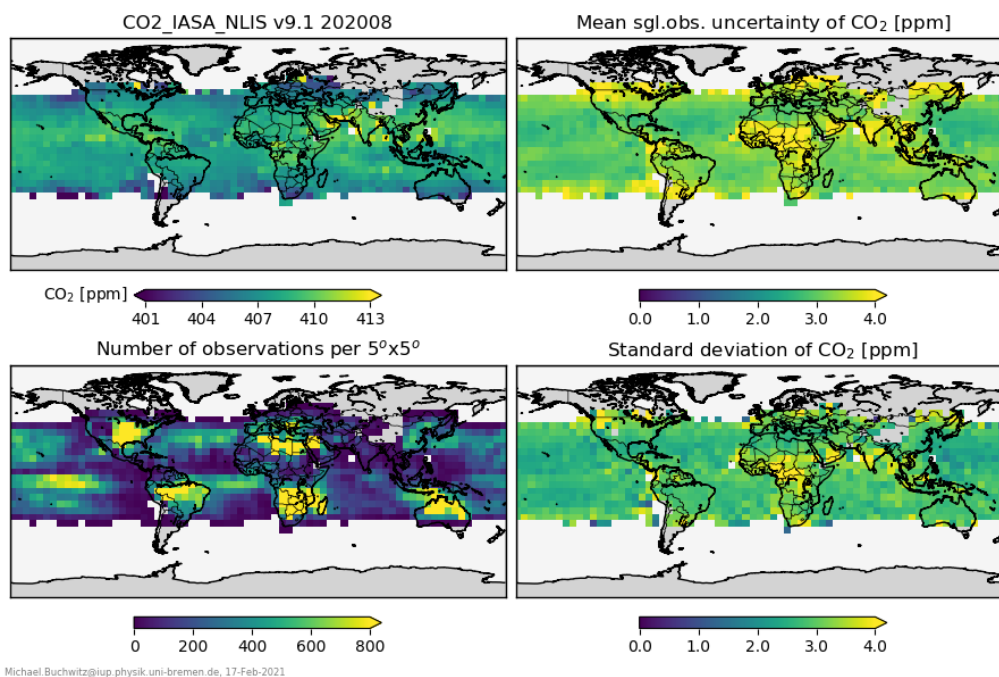 CO2_IASA_NLIS v9.1 202008
Mean sgl.obs. uncertainty of CO₂ [ppm]
CO₂ [ppm]
401 404 407 410 413
0.0 1.0 2.0 3.0 4.0
Number of observations per 5ᵒx5ᵒ
Standard deviation of CO₂ [ppm]
0 200 400 600 800
0.0 1.0 2.0 3.0 4.0
Michael.Buchwitz@iup.physik.uni-bremen.de, 17-Feb-2021